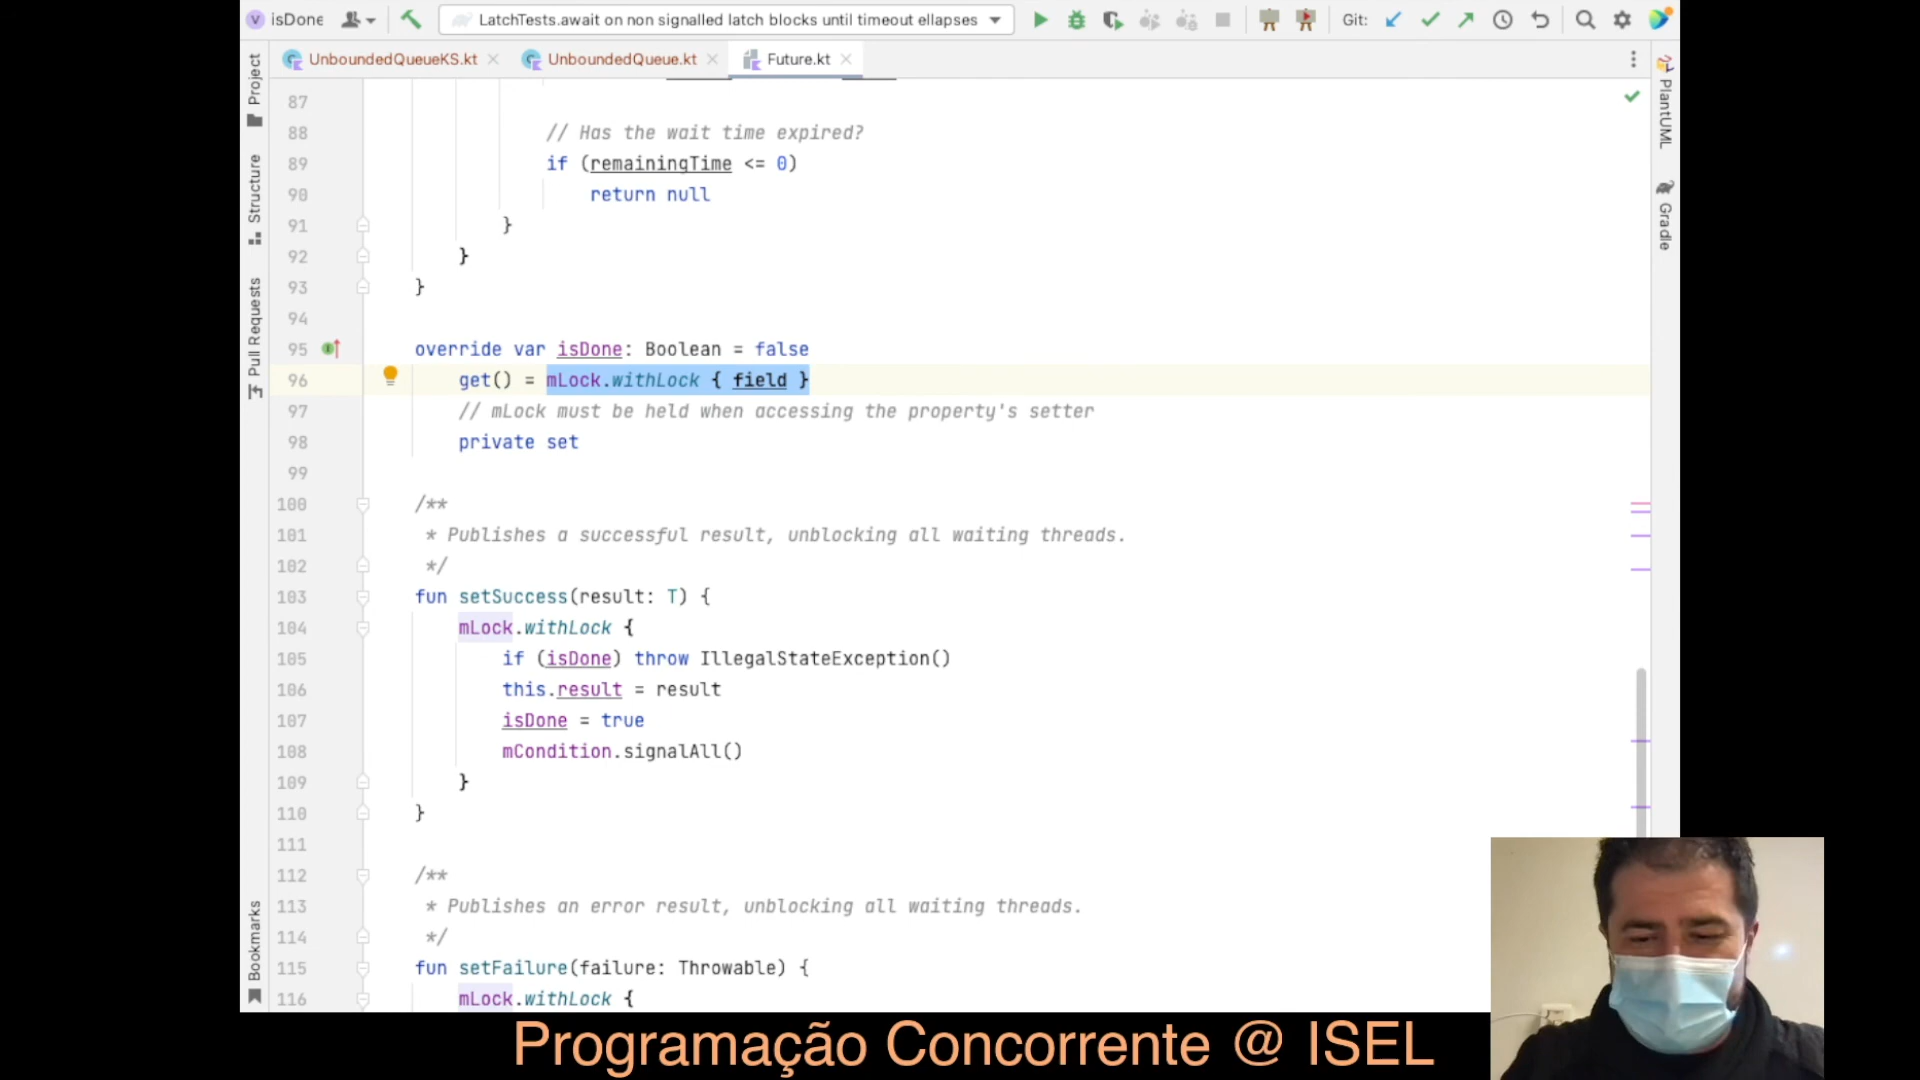 isDone
LatchTests.await on non signalled latch blocks until timeout ellapses
Git:
UnboundedQueueKS.kt
UnboundedQueue.kt
Future.kt
Project
Structure
Pull Requests
Bookmarks
PlantUML
Gradle
87
88 // Has the wait time expired?
89 if (remainingTime <= 0)
90 return null
91 }
92 }
93 }
94
95 override var isDone: Boolean = false
96 get() = mLock.withLock { field }
97 // mLock must be held when accessing the property's setter
98 private set
99
100 /**
101 * Publishes a successful result, unblocking all waiting threads.
102 */
103 fun setSuccess(result: T) {
104 mLock.withLock {
105 if (isDone) throw IllegalStateException()
106 this.result = result
107 isDone = true
108 mCondition.signalAll()
109 }
110 }
111
112 /**
113 * Publishes an error result, unblocking all waiting threads.
114 */
115 fun setFailure(failure: Throwable) {
116 mLock.withLock {
Programação Concorrente @ ISEL